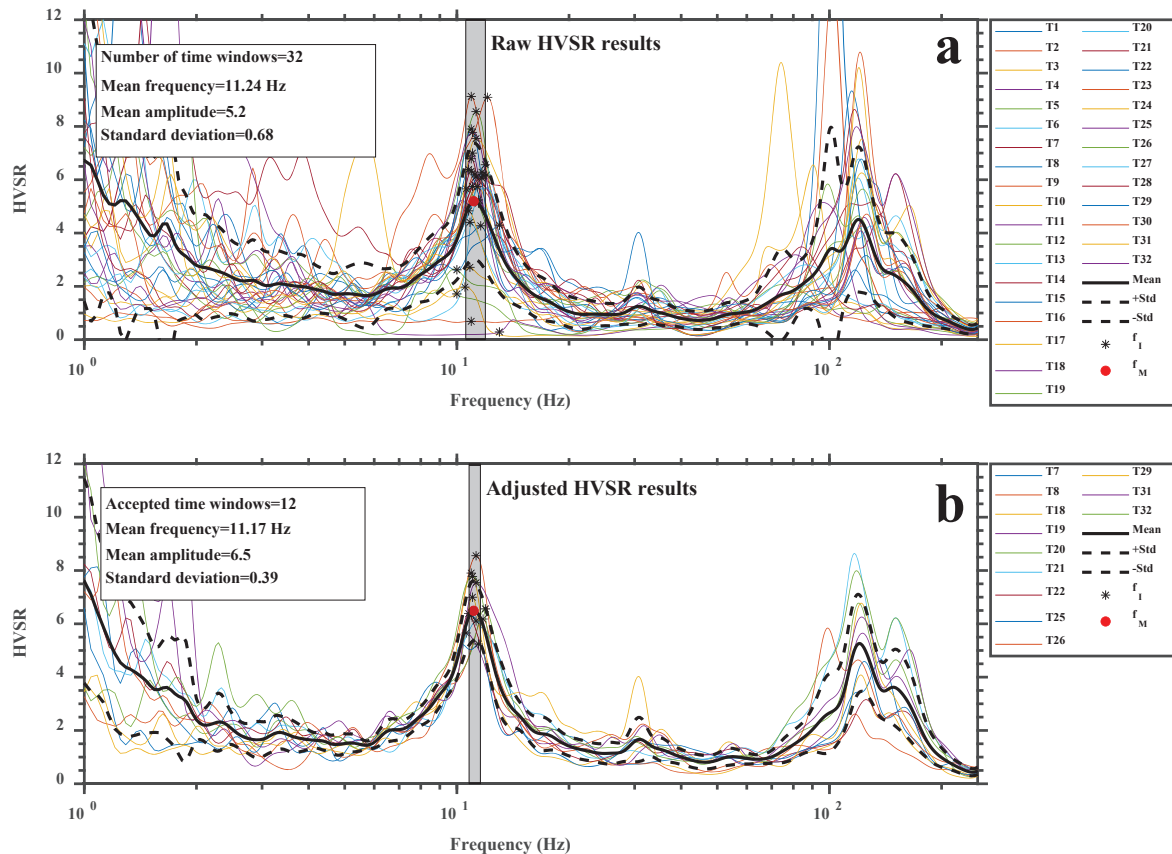 Raw HVSR results
a
Number of time windows=32
Mean frequency=11.24 Hz
Mean amplitude=5.2
Standard deviation=0.68
HVSR
12
10
8
6
4
2
0
10 0
10 1
10 2
Frequency (Hz)
T1
T2
T3
T4
T5
T6
T7
T8
T9
T10
T11
T12
T13
T14
T15
T16
T17
T18
T19
T20
T21
T22
T23
T24
T25
T26
T27
T28
T29
T30
T31
T32
Mean
+Std
-Std
f I
f M
Adjusted HVSR results
b
Accepted time windows=12
Mean frequency=11.17 Hz
Mean amplitude=6.5
Standard deviation=0.39
HVSR
12
10
8
6
4
2
0
10 0
10 1
10 2
Frequency (Hz)
T7
T8
T18
T19
T20
T21
T22
T25
T26
T29
T31
T32
Mean
+Std
-Std
f I
f M